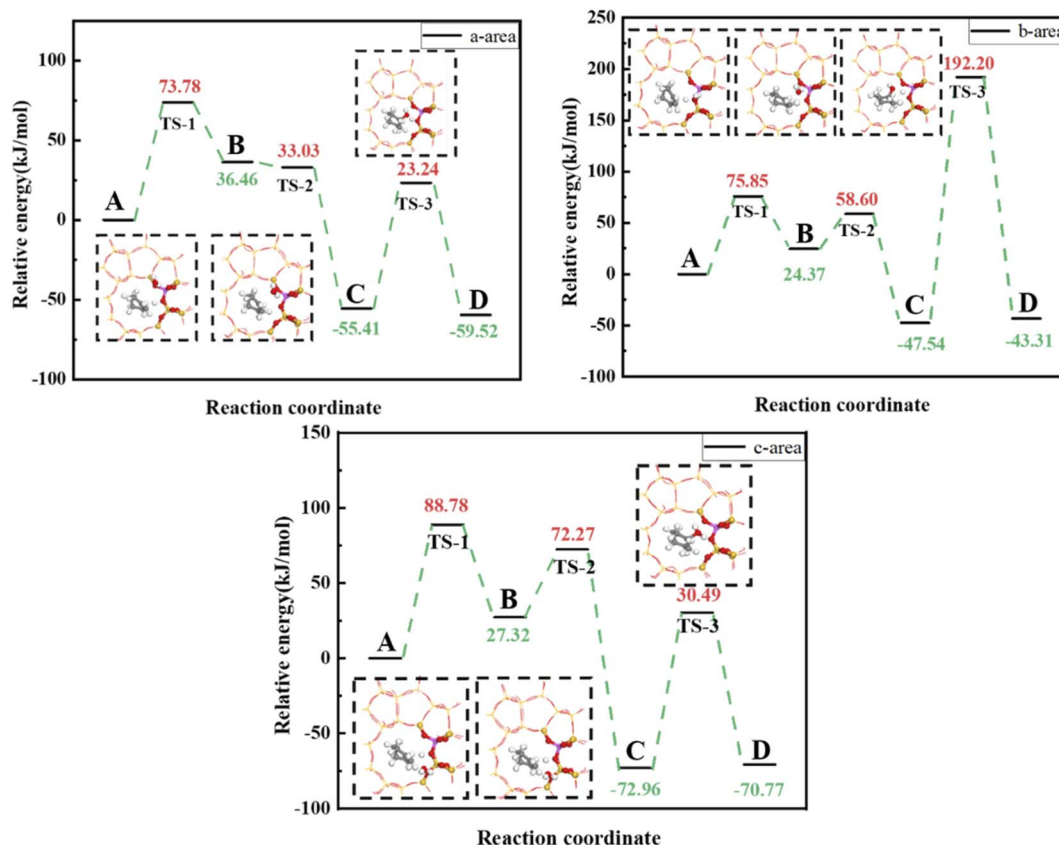 a-area
100
50
0
-50
-100
Relative energy(kJ/mol)
A
73.78
TS-1
B
36.46
33.03
TS-2
C
-55.41
23.24
TS-3
D
-59.52
Reaction coordinate
b-area
250
200
150
100
50
0
-50
-100
Relative energy(kJ/mol)
A
75.85
TS-1
B
24.37
58.60
TS-2
C
-47.54
192.20
TS-3
D
-43.31
Reaction coordinate
c-area
150
100
50
0
-50
-100
Relative energy(kJ/mol)
A
88.78
TS-1
B
27.32
72.27
TS-2
C
-72.96
30.49
TS-3
D
-70.77
Reaction coordinate